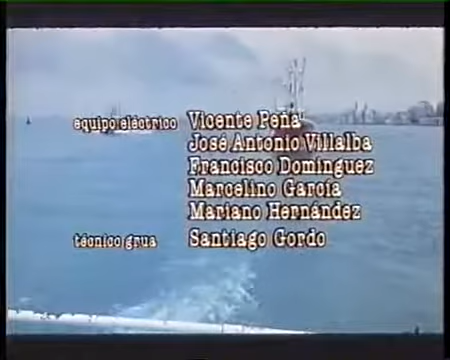 equipo eléctrico Vicente Peña
José Antonio Villalba
Francisco Domínguez
Marcelino García
Mariano Hernández
técnico grua Santiago Gordo